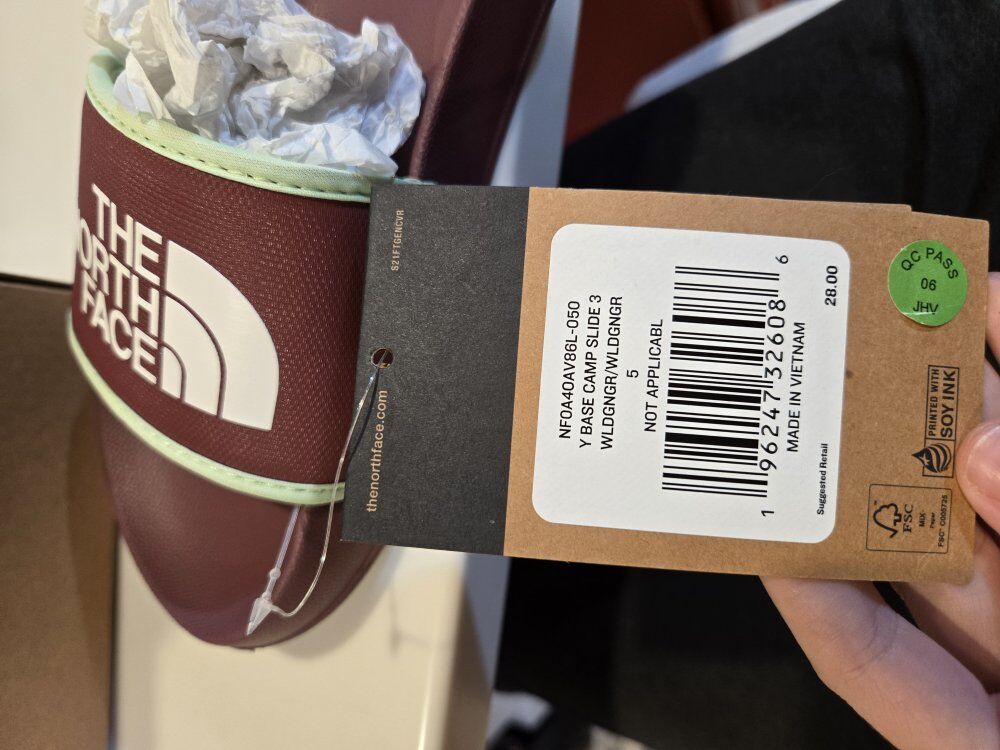 THE
NORTH
FACE
S21FTGENCVR
thenorthface.com
NF0A40AV86L-050
Y BASE CAMP SLIDE 3
WLDGNGR/WLDGNGR
5
NOT APPLICABL
1 96247 32608 6
MADE IN VIETNAM
Suggested Retail 28.00
QC PASS
06
JHV
PRINTED WITH
SOY INK
FSC
MIX
Paper
FSC® C005725